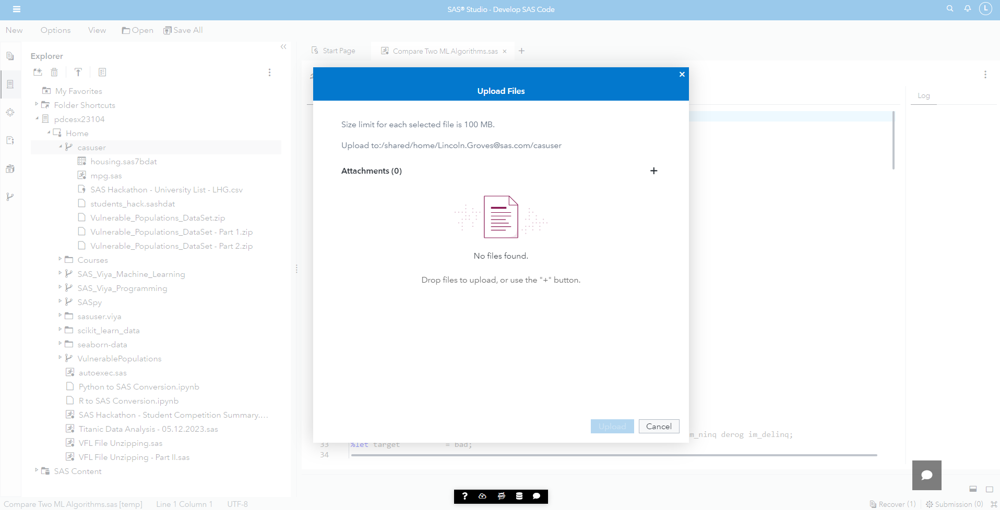 SAS® Studio - Develop SAS Code
L
New Options View Open Save All
Explorer
Start Page
Compare Two ML Algorithms.sas
My Favorites
Folder Shortcuts
pdcesx23104
Home
casuser
housing.sas7bdat
mpg.sas
SAS Hackathon - University List - LHG.csv
students_hack.sashdat
Vulnerable_Populations_DataSet.zip
Vulnerable_Populations_DataSet - Part 1.zip
Vulnerable_Populations_DataSet - Part 2.zip
Courses
SAS_Viya_Machine_Learning
SAS_Viya_Programming
SASpy
sasuser.viya
scikit_learn_data
seaborn-data
VulnerablePopulations
autoexec.sas
Python to SAS Conversion.ipynb
R to SAS Conversion.ipynb
SAS Hackathon - Student Competition Summary....
Titanic Data Analysis - 05.12.2023.sas
VFL File Unzipping.sas
VFL File Unzipping - Part II.sas
SAS Content
Upload Files
Size limit for each selected file is 100 MB.
Upload to:/shared/home/Lincoln.Groves@sas.com/casuser
Attachments (0)
No files found.
Drop files to upload, or use the "+" button.
Upload Cancel
Log
m_ninq derog im_delinq;
33 %let target = bad;
34
Compare Two ML Algorithms.sas [temp] Line 1 Column 1 UTF-8
Recover (1) Submission (0)